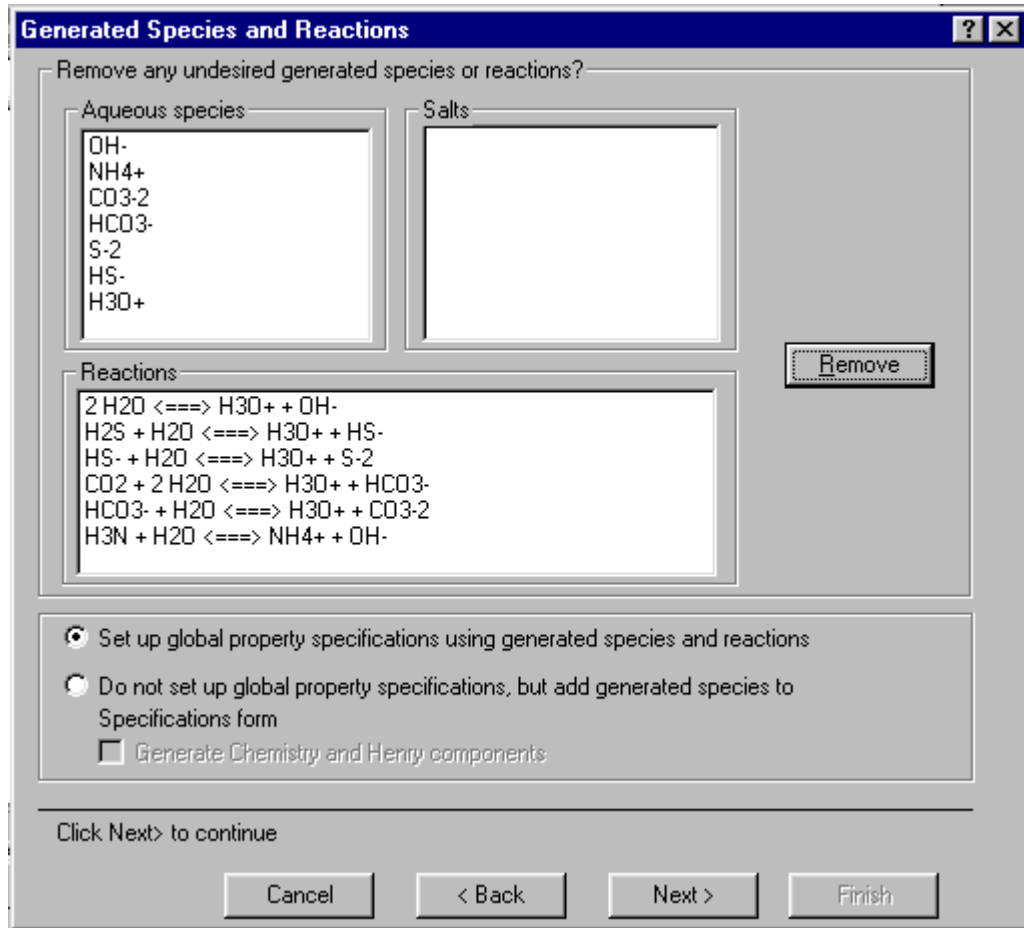 Generated Species and Reactions
Remove any undesired generated species or reactions?
Aqueous species
OH-
NH4+
CO3-2
HCO3-
S-2
HS-
H3O+
Salts
Remove
Reactions
2 H2O <===> H3O+ + OH-
H2S + H2O <===> H3O+ + HS-
HS- + H2O <===> H3O+ + S-2
CO2 + 2 H2O <===> H3O+ + HCO3-
HCO3- + H2O <===> H3O+ + CO3-2
H3N + H2O <===> NH4+ + OH-
Set up global property specifications using generated species and reactions
Do not set up global property specifications, but add generated species to
Specifications form
Generate Chemistry and Henry components
Click Next> to continue
Cancel
< Back
Next >
Finish